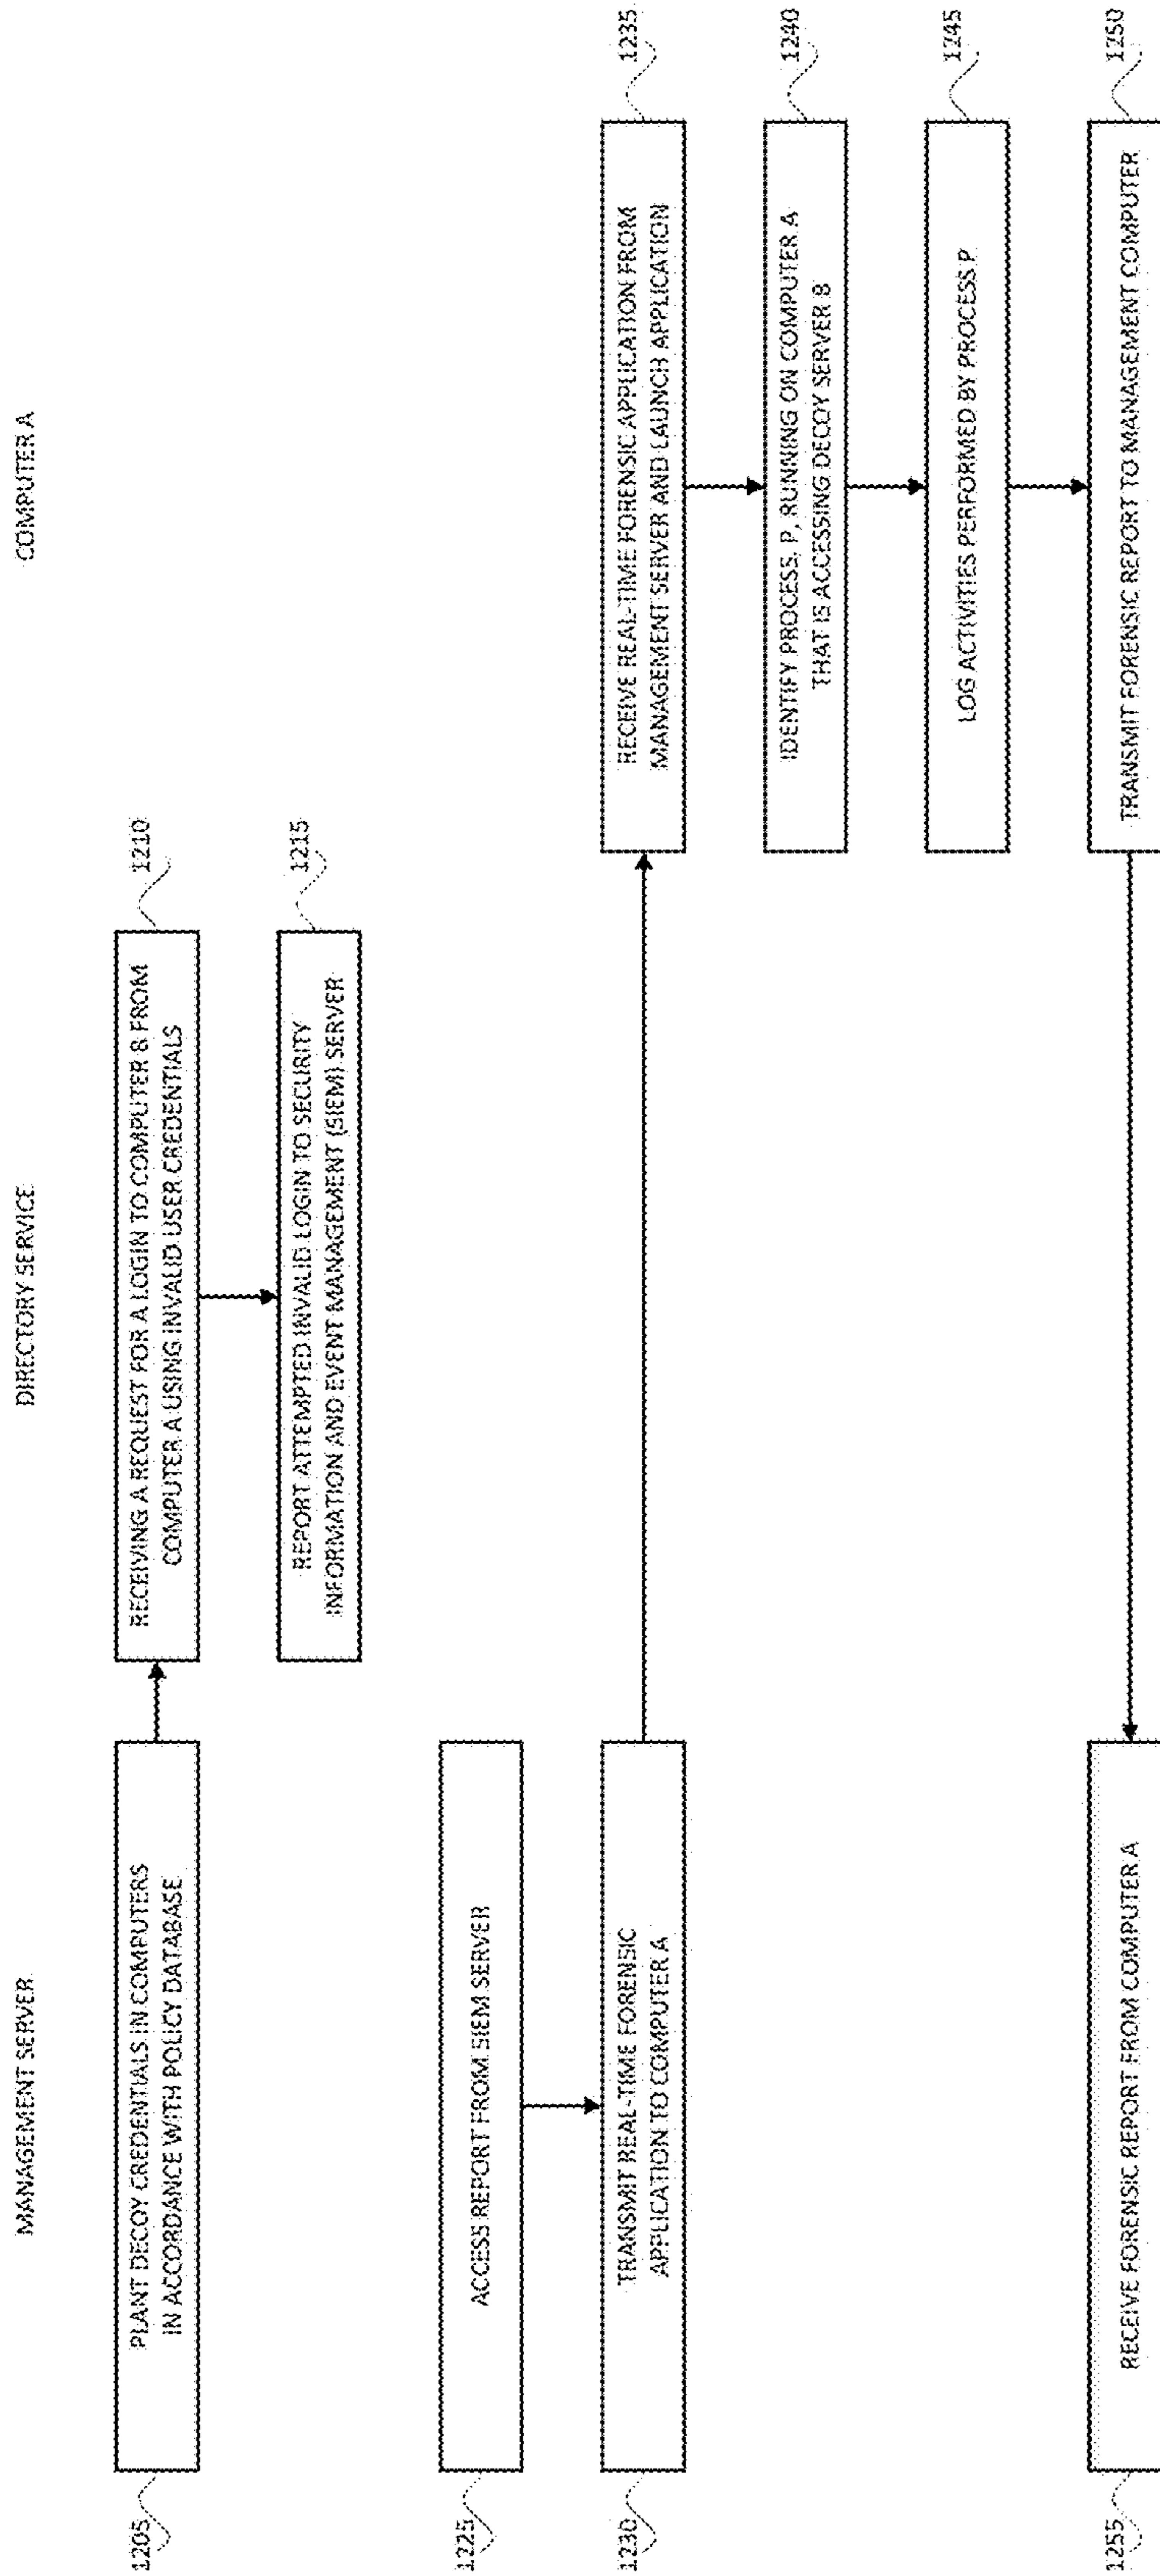 MANAGEMENT SERVER
DIRECTORY SERVICE
COMPUTER A
1205
PLANT DECOY CREDENTIALS IN COMPUTERS
IN ACCORDANCE WITH POLICY DATABASE
RECEIVING A REQUEST FOR A LOGIN TO COMPUTER B FROM
COMPUTER A USING INVALID USER CREDENTIALS
1210
REPORT ATTEMPTED INVALID LOGIN TO SECURITY
INFORMATION AND EVENT MANAGEMENT (SIEM) SERVER
1215
1225
ACCESS REPORT FROM SIEM SERVER
1230
TRANSMIT REAL-TIME FORENSIC
APPLICATION TO COMPUTER A
RECEIVE REAL-TIME FORENSIC APPLICATION FROM
MANAGEMENT SERVER AND LAUNCH APPLICATION
1235
IDENTIFY PROCESS, P, RUNNING ON COMPUTER A
THAT IS ACCESSING DECOY SERVER B
1240
LOG ACTIVITIES PERFORMED BY PROCESS P
1245
TRANSMIT FORENSIC REPORT TO MANAGEMENT COMPUTER
1250
1255
RECEIVE FORENSIC REPORT FROM COMPUTER A